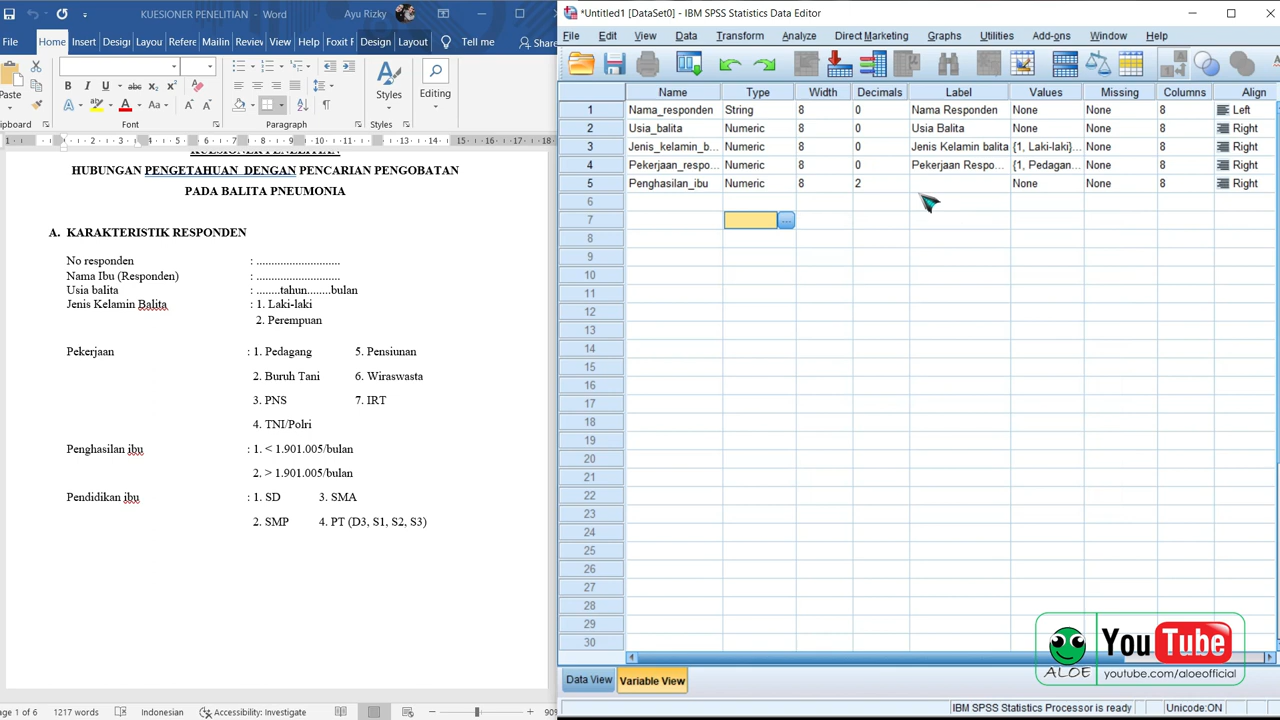 KUESIONER PENELITIAN - Word
Ayu Rizky
File Home Insert Desig Layou Refere Mailin Review View Help Foxit F Design Layout Tell me Share
Paste
B I U
Aa
Styles
Editing
Clipboard
Font
Paragraph
Styles
KUESIONER PENELITIAN
HUBUNGAN PENGETAHUAN DENGAN PENCARIAN PENGOBATAN
PADA BALITA PNEUMONIA
A. KARAKTERISTIK RESPONDEN
No responden : ............................
Nama Ibu (Responden) : ............................
Usia balita : ........tahun........bulan
Jenis Kelamin Balita : 1. Laki-laki
2. Perempuan
Pekerjaan : 1. Pedagang 5. Pensiunan
2. Buruh Tani 6. Wiraswasta
3. PNS 7. IRT
4. TNI/Polri
Penghasilan ibu : 1. < 1.901.005/bulan
2. > 1.901.005/bulan
Pendidikan ibu : 1. SD 3. SMA
2. SMP 4. PT (D3, S1, S2, S3)
Page 1 of 6 1217 words Indonesian Accessibility: Investigate 90%
*Untitled1 [DataSet0] - IBM SPSS Statistics Data Editor
File Edit View Data Transform Analyze Direct Marketing Graphs Utilities Add-ons Window Help
Name Type Width Decimals Label Values Missing Columns Align
1 Nama_responden String 8 0 Nama Responden None None 8 Left
2 Usia_balita Numeric 8 0 Usia Balita None None 8 Right
3 Jenis_kelamin_b... Numeric 8 0 Jenis Kelamin balita {1, Laki-laki}... None 8 Right
4 Pekerjaan_respo... Numeric 8 0 Pekerjaan Respo... {1, Pedagan... None 8 Right
5 Penghasilan_ibu Numeric 8 2 None None 8 Right
6
7 ...
8
9
10
11
12
13
14
15
16
17
18
19
20
21
22
23
24
25
26
27
28
29
30
Data View Variable View
IBM SPSS Statistics Processor is ready Unicode:ON
ALOE
YouTube
youtube.com/aloeofficial